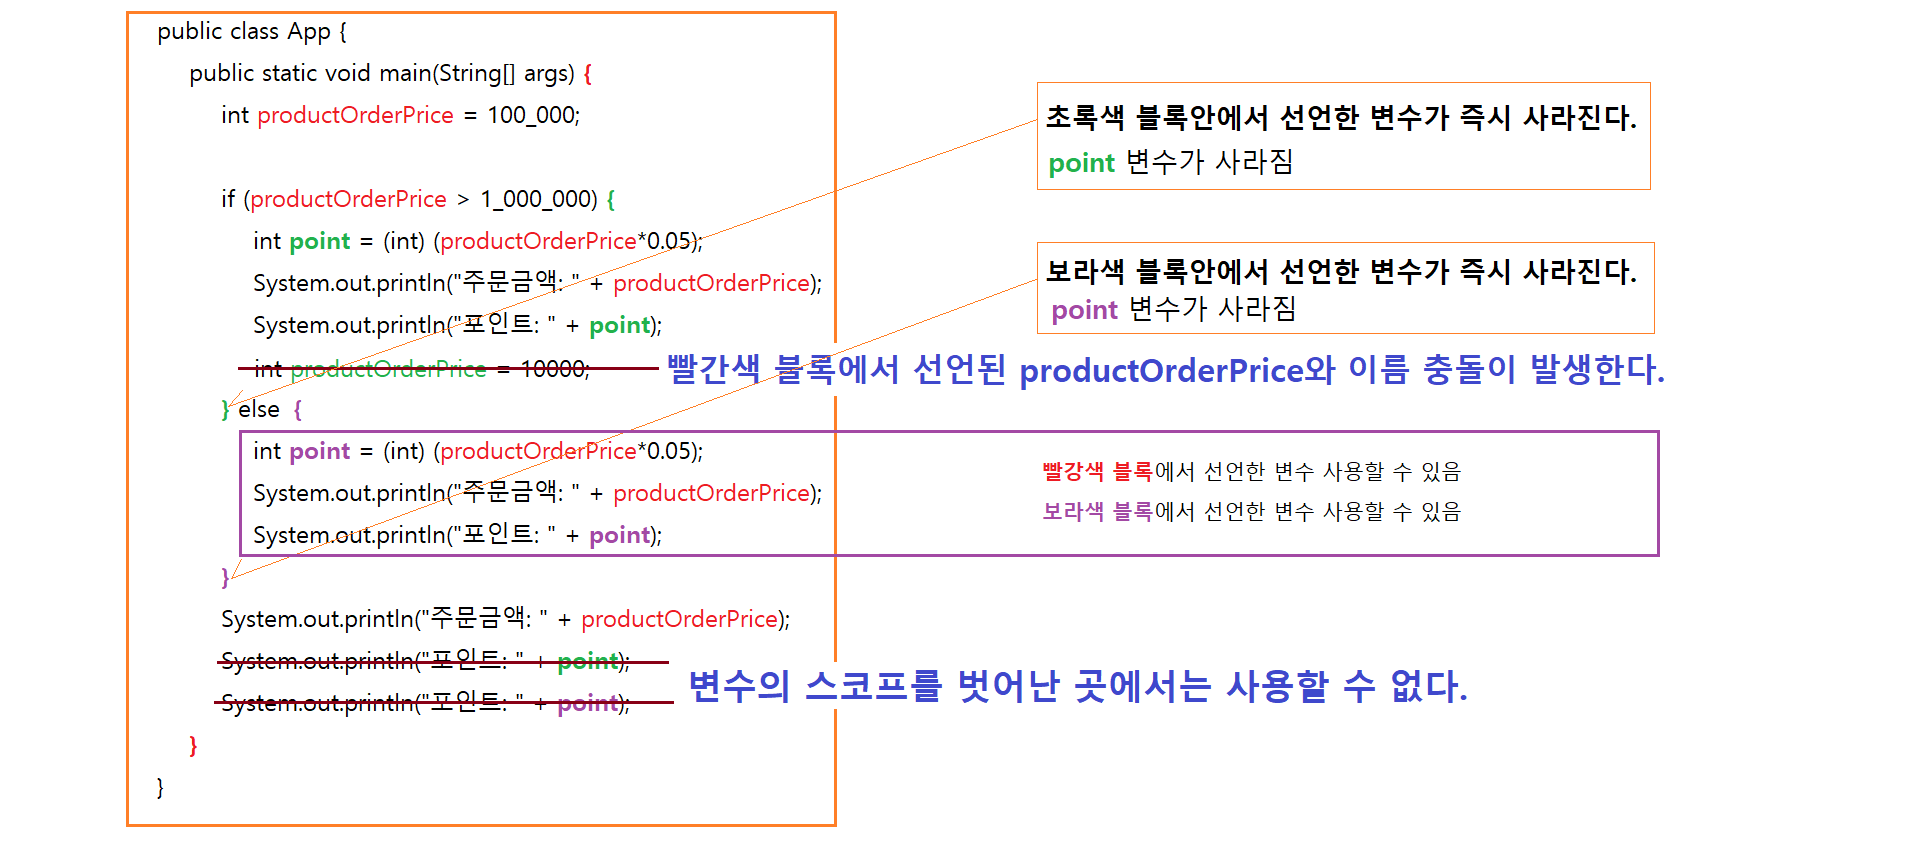 public class App {
public static void main(String[] args) {
int productOrderPrice = 100_000;
초록색 블록안에서 선언한 변수가 즉시 사라진다.
point 변수가 사라짐
if (productOrderPrice > 1_000_000) {
int point = (int) (productOrderPrice*0.05);
System.out.println("주문금액: " + productOrderPrice);
보라색 블록안에서 선언한 변수가 즉시 사라진다.
point 변수가 사라짐
System.out.println("포인트: " + point);
int productOrderPrice = 10000;
빨간색 블록에서 선언된 productOrderPrice와 이름 충돌이 발생한다.
} else {
int point = (int) (productOrderPrice*0.05);
빨강색 블록에서 선언한 변수 사용할 수 있음
System.out.println("주문금액: " + productOrderPrice);
보라색 블록에서 선언한 변수 사용할 수 있음
System.out.println("포인트: " + point);
}
System.out.println("주문금액: " + productOrderPrice);
System.out.println("포인트: " + point);
변수의 스코프를 벗어난 곳에서는 사용할 수 없다.
System.out.println("포인트: " + point);
}
}